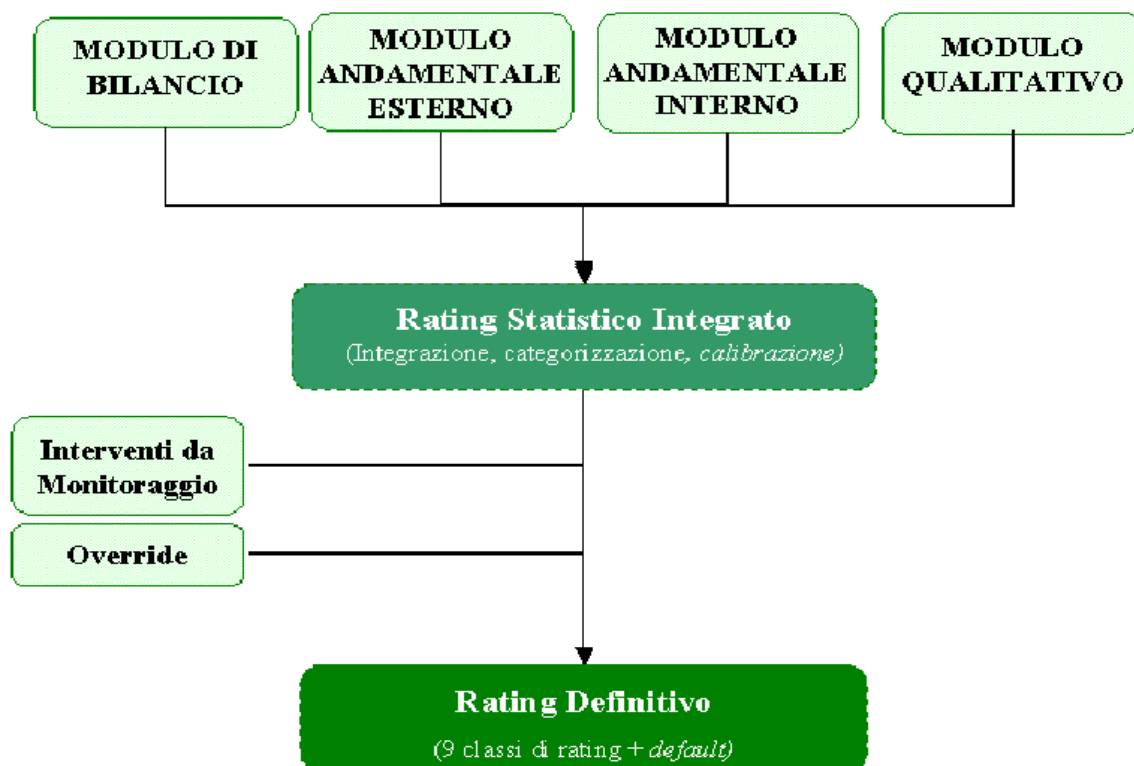 MODULO DI
BILANCIO
MODULO
ANDAMENTALE
ESTERNO
MODULO
ANDAMENTALE
INTERNO
MODULO
QUALITATIVO
Rating Statistico Integrato
(Integrazione, categorizzazione, calibrazione)
Interventi da
Monitoraggio
Override
Rating Definitivo
(9 classi di rating + default)